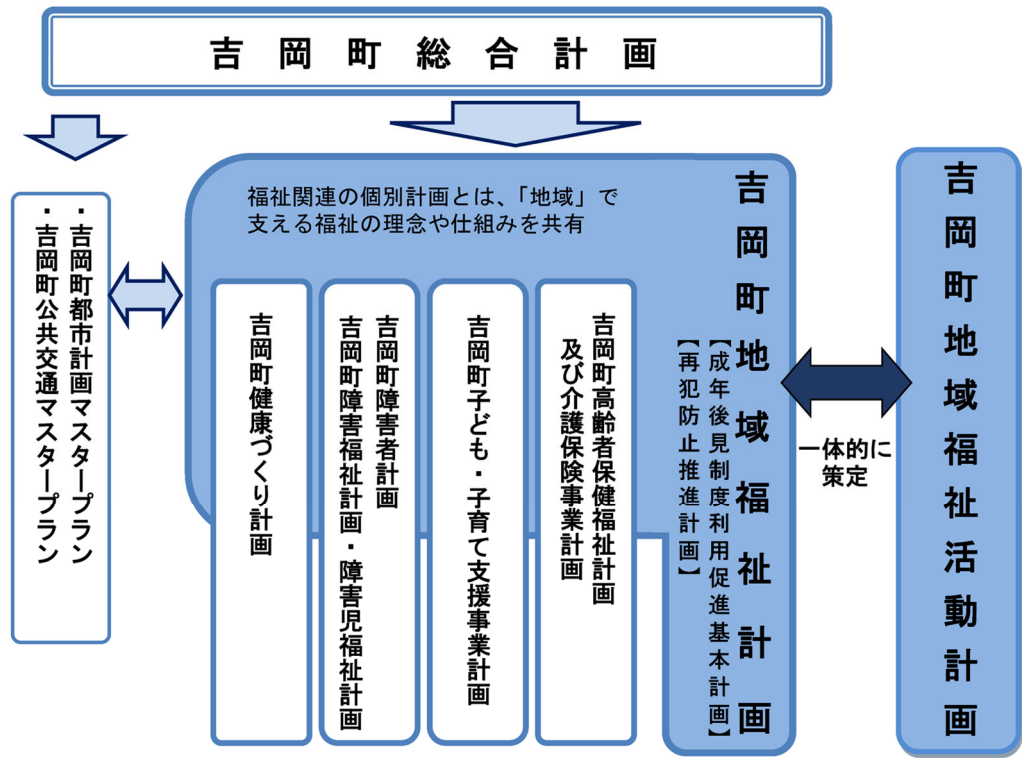 吉岡町総合計画
福祉関連の個別計画とは、「地域」で
支える福祉の理念や仕組みを共有
・吉岡町都市計画マスタープラン
・吉岡町公共交通マスタープラン
吉岡町健康づくり計画
吉岡町障害者計画
吉岡町障害福祉計画・障害児福祉計画
吉岡町子ども・子育て支援事業計画
吉岡町高齢者保健福祉計画
及び介護保険事業計画
吉岡町地域福祉計画
【成年後見制度利用促進基本計画】
【再犯防止推進計画】
一体的に
策定
吉岡町地域福祉活動計画